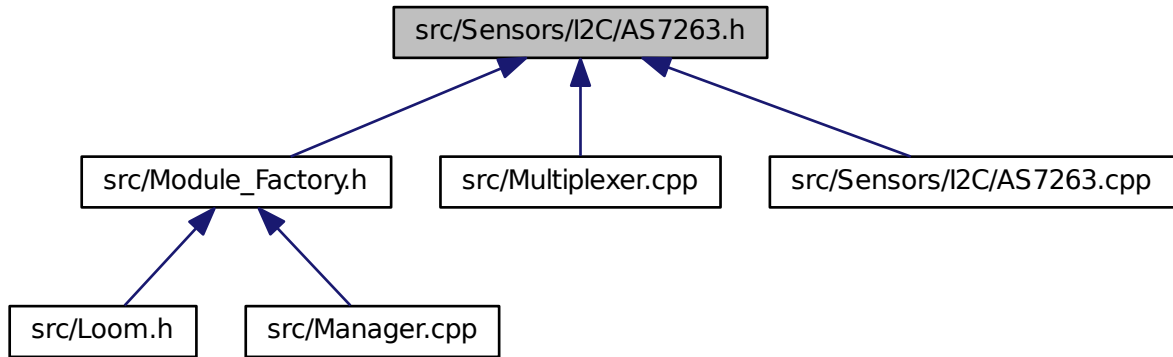 src/Sensors/I2C/AS7263.h
src/Module_Factory.h
src/Multiplexer.cpp
src/Sensors/I2C/AS7263.cpp
src/Loom.h
src/Manager.cpp